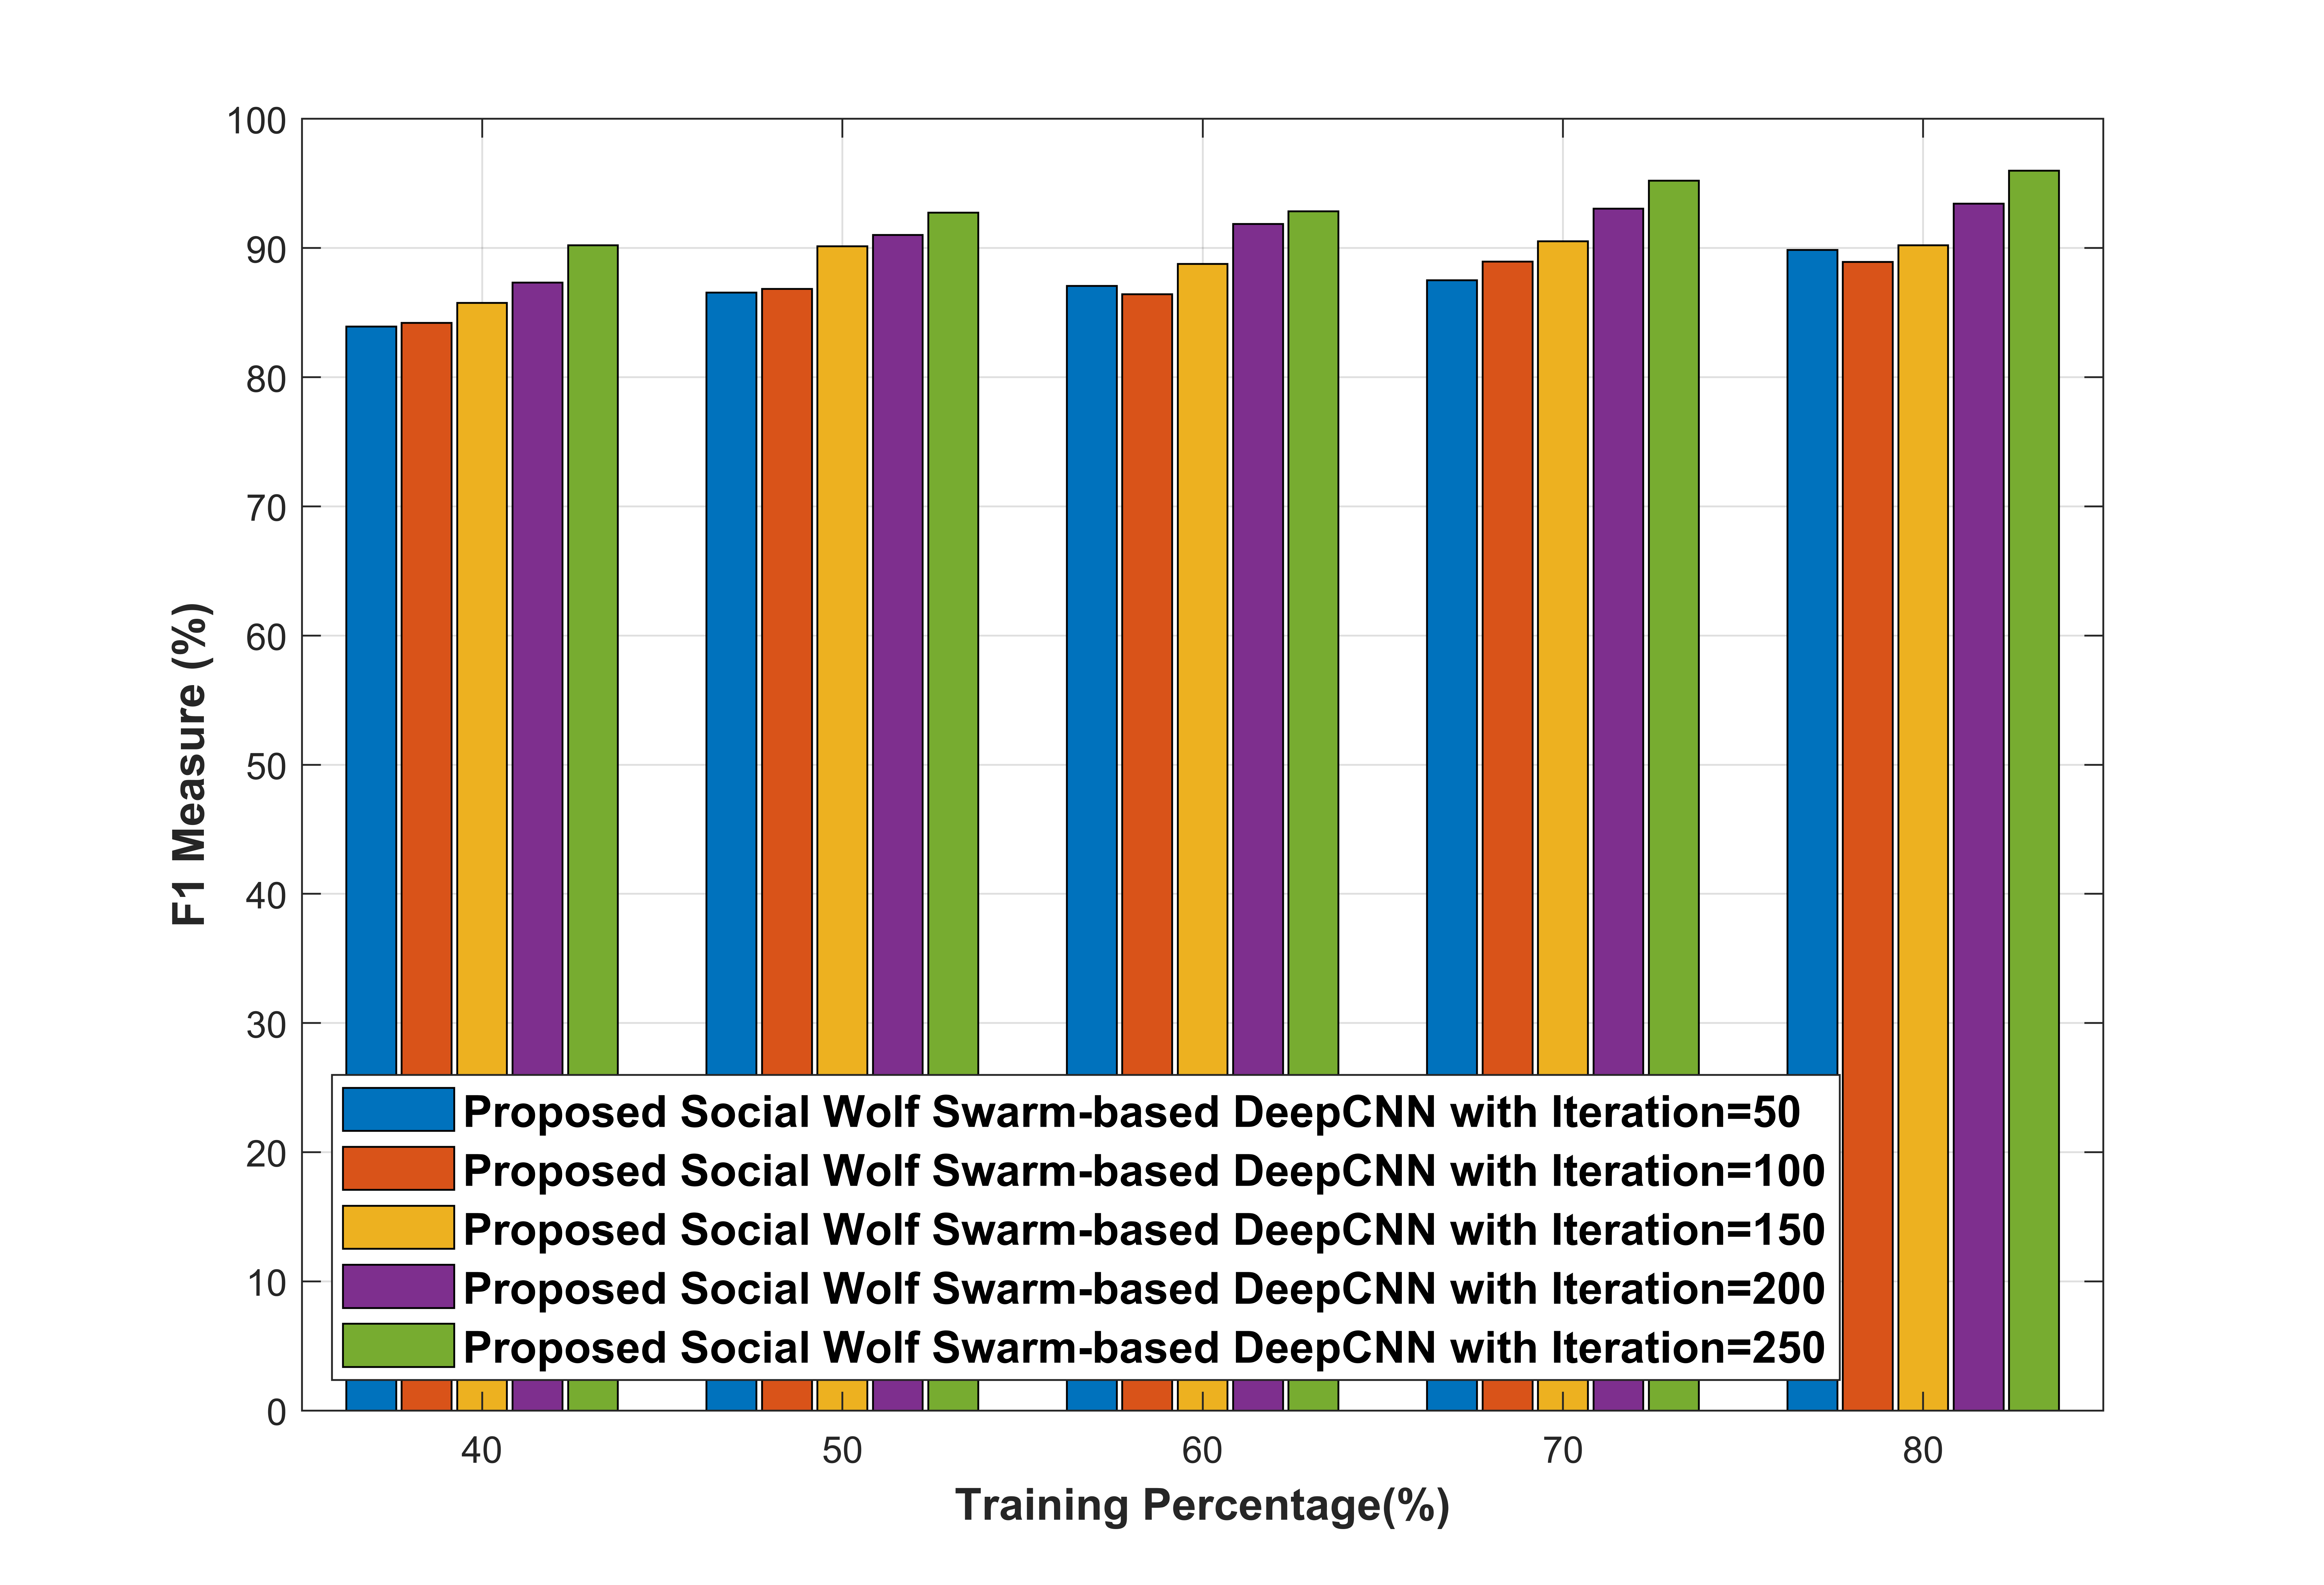 100
90
80
70
60
50
40
30
20
10
0
F1 Measure (%)
Proposed Social Wolf Swarm-based DeepCNN with Iteration=50
Proposed Social Wolf Swarm-based DeepCNN with Iteration=100
Proposed Social Wolf Swarm-based DeepCNN with Iteration=150
Proposed Social Wolf Swarm-based DeepCNN with Iteration=200
Proposed Social Wolf Swarm-based DeepCNN with Iteration=250
40 50 60 70 80
Training Percentage(%)